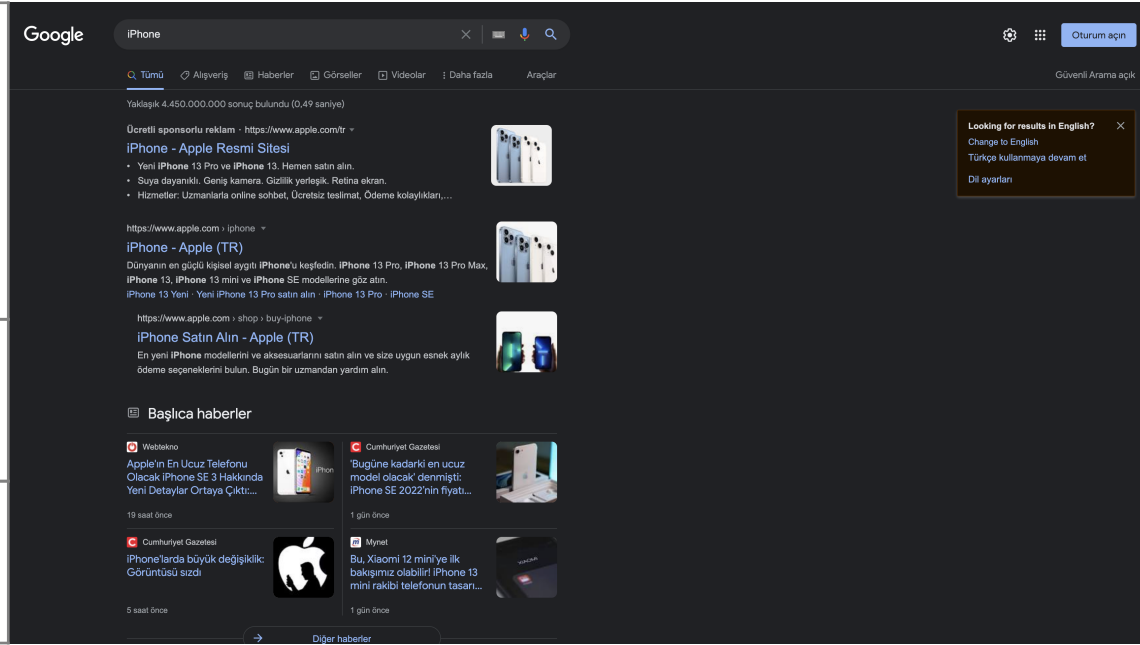 Google
iPhone
Oturum açın
Tümü
Alışveriş
Haberler
Görseller
Videolar
Daha fazla
Araçlar
Güvenli Arama açık
Yaklaşık 4.450.000.000 sonuç bulundu (0,49 saniye)
Ücretli sponsorlu reklam · https://www.apple.com/tr
iPhone - Apple Resmi Sitesi
• Yeni iPhone 13 Pro ve iPhone 13. Hemen satın alın.
• Suya dayanıklı. Geniş kamera. Gizlilik yerleşik. Retina ekran.
• Hizmetler: Uzmanlarla online sohbet, Ücretsiz teslimat, Ödeme kolaylıkları,…
Looking for results in English?
Change to English
Türkçe kullanmaya devam et
Dil ayarları
https://www.apple.com › iphone
iPhone - Apple (TR)
Dünyanın en güçlü kişisel aygıtı iPhone'u keşfedin. iPhone 13 Pro, iPhone 13 Pro Max,
iPhone 13, iPhone 13 mini ve iPhone SE modellerine göz atın.
iPhone 13 Yeni · Yeni iPhone 13 Pro satın alın · iPhone 13 Pro · iPhone SE
https://www.apple.com › shop › buy-iphone
iPhone Satın Alın - Apple (TR)
En yeni iPhone modellerini ve aksesuarlarını satın alın ve size uygun esnek aylık
ödeme seçeneklerini bulun. Bugün bir uzmandan yardım alın.
Başlıca haberler
Webtekno
Apple'ın En Ucuz Telefonu
Olacak iPhone SE 3 Hakkında
Yeni Detaylar Ortaya Çıktı:...
19 saat önce
iPhon
Cumhuriyet Gazetesi
'Bugüne kadarki en ucuz
model olacak' denmişti:
iPhone SE 2022'nin fiyatı...
1 gün önce
Cumhuriyet Gazetesi
iPhone'larda büyük değişiklik:
Görüntüsü sızdı
5 saat önce
Mynet
Bu, Xiaomi 12 mini'ye ilk
bakışımız olabilir! iPhone 13
mini rakibi telefonun tasarı...
1 gün önce
XIAOMI
Diğer haberler